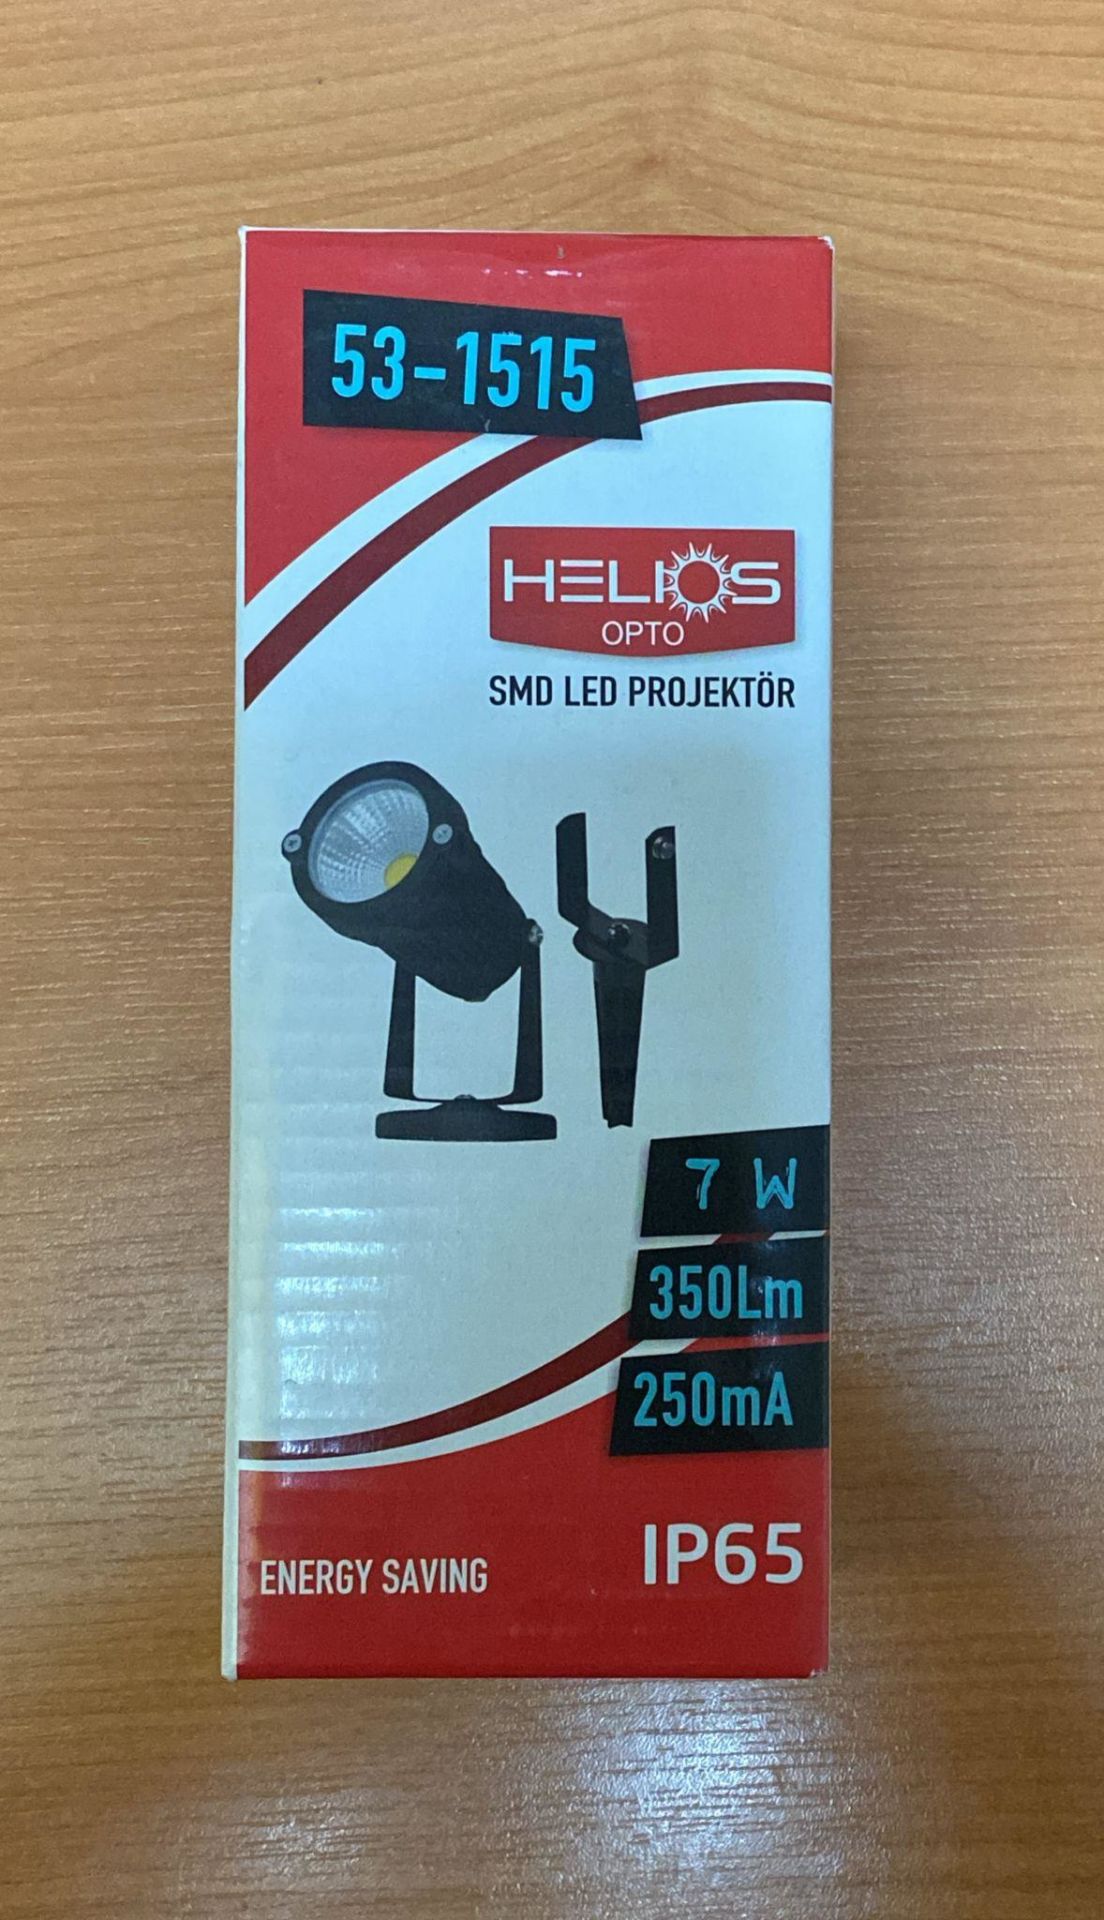 53-1515
HELIOS
OPTO
SMD LED PROJEKTÖR
7 W
350Lm
250mA
ENERGY SAVING
IP65